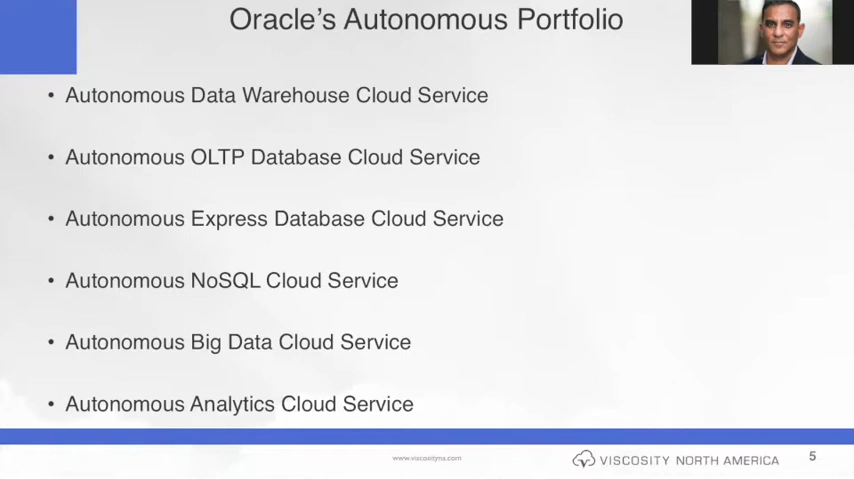 Oracle's Autonomous Portfolio
• Autonomous Data Warehouse Cloud Service
• Autonomous OLTP Database Cloud Service
• Autonomous Express Database Cloud Service
• Autonomous NoSQL Cloud Service
• Autonomous Big Data Cloud Service
• Autonomous Analytics Cloud Service
www.viscosityna.com
VISCOSITY NORTH AMERICA
5